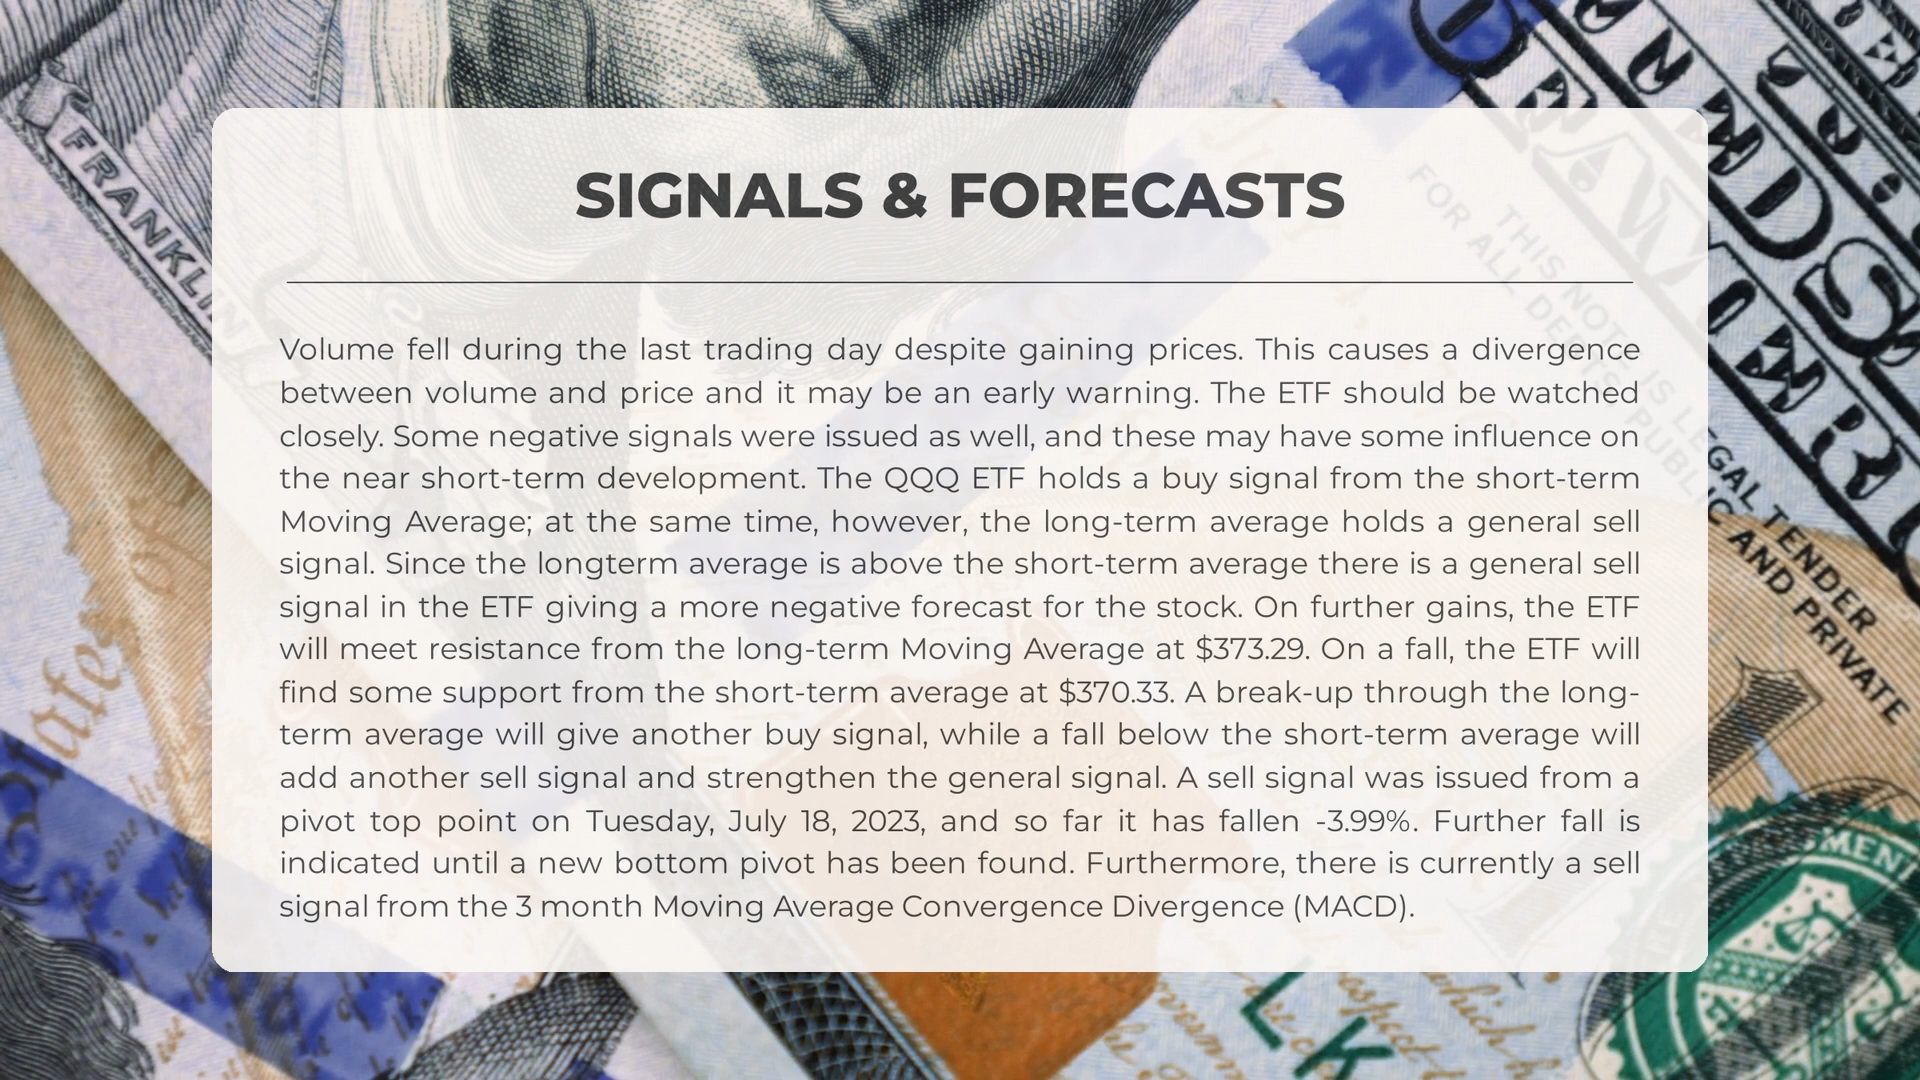 FRANKLIN
SIGNALS & FORECASTS
FOR ALL DEBTS, PUBLIC AND PRIVATE
THIS NOTE IS LEGAL TENDER
Volume fell during the last trading day despite gaining prices. This causes a divergence
between volume and price and it may be an early warning. The ETF should be watched
closely. Some negative signals were issued as well, and these may have some influence on
the near short-term development. The QQQ ETF holds a buy signal from the short-term
Moving Average; at the same time, however, the long-term average holds a general sell
signal. Since the longterm average is above the short-term average there is a general sell
signal in the ETF giving a more negative forecast for the stock. On further gains, the ETF
will meet resistance from the long-term Moving Average at $373.29. On a fall, the ETF will
find some support from the short-term average at $370.33. A break-up through the long-
term average will give another buy signal, while a fall below the short-term average will
add another sell signal and strengthen the general signal. A sell signal was issued from a
pivot top point on Tuesday, July 18, 2023, and so far it has fallen -3.99%. Further fall is
indicated until a new bottom pivot has been found. Furthermore, there is currently a sell
signal from the 3 month Moving Average Convergence Divergence (MACD).